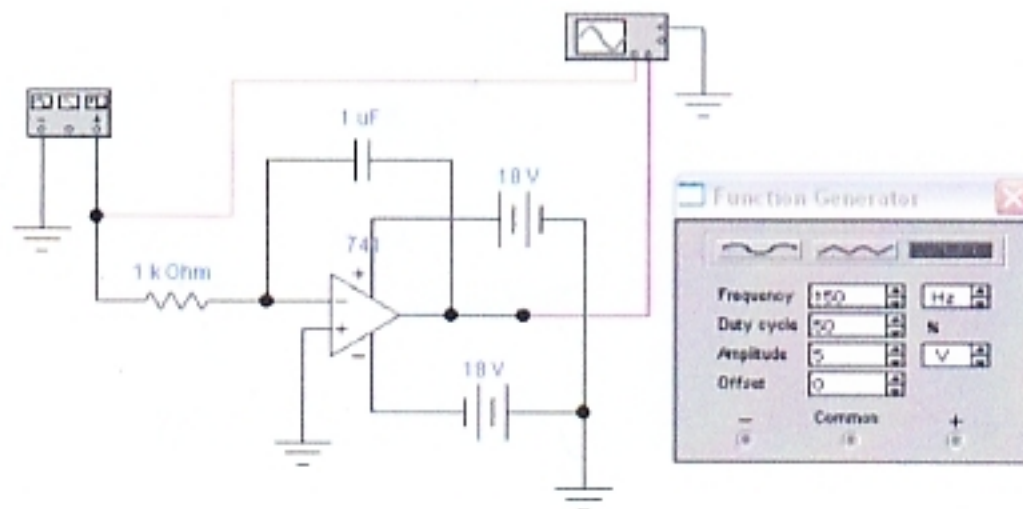 1 uF
18 V
741
1 k Ohm
18 V
Function Generator
Frequency 150 Hz
Duty cycle 50 %
Amplitude 5 V
Offset 0
Common